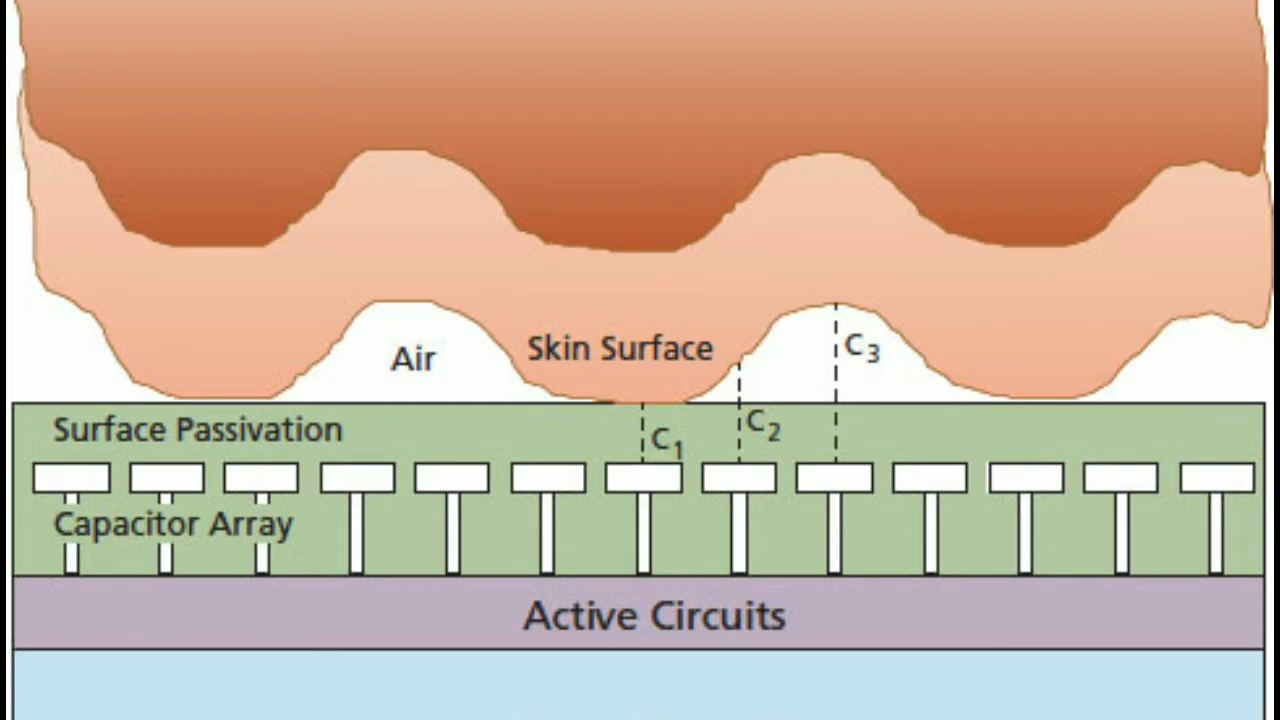 Air
Skin Surface
C3
Surface Passivation
C1
C2
Capacitor Array
Active Circuits